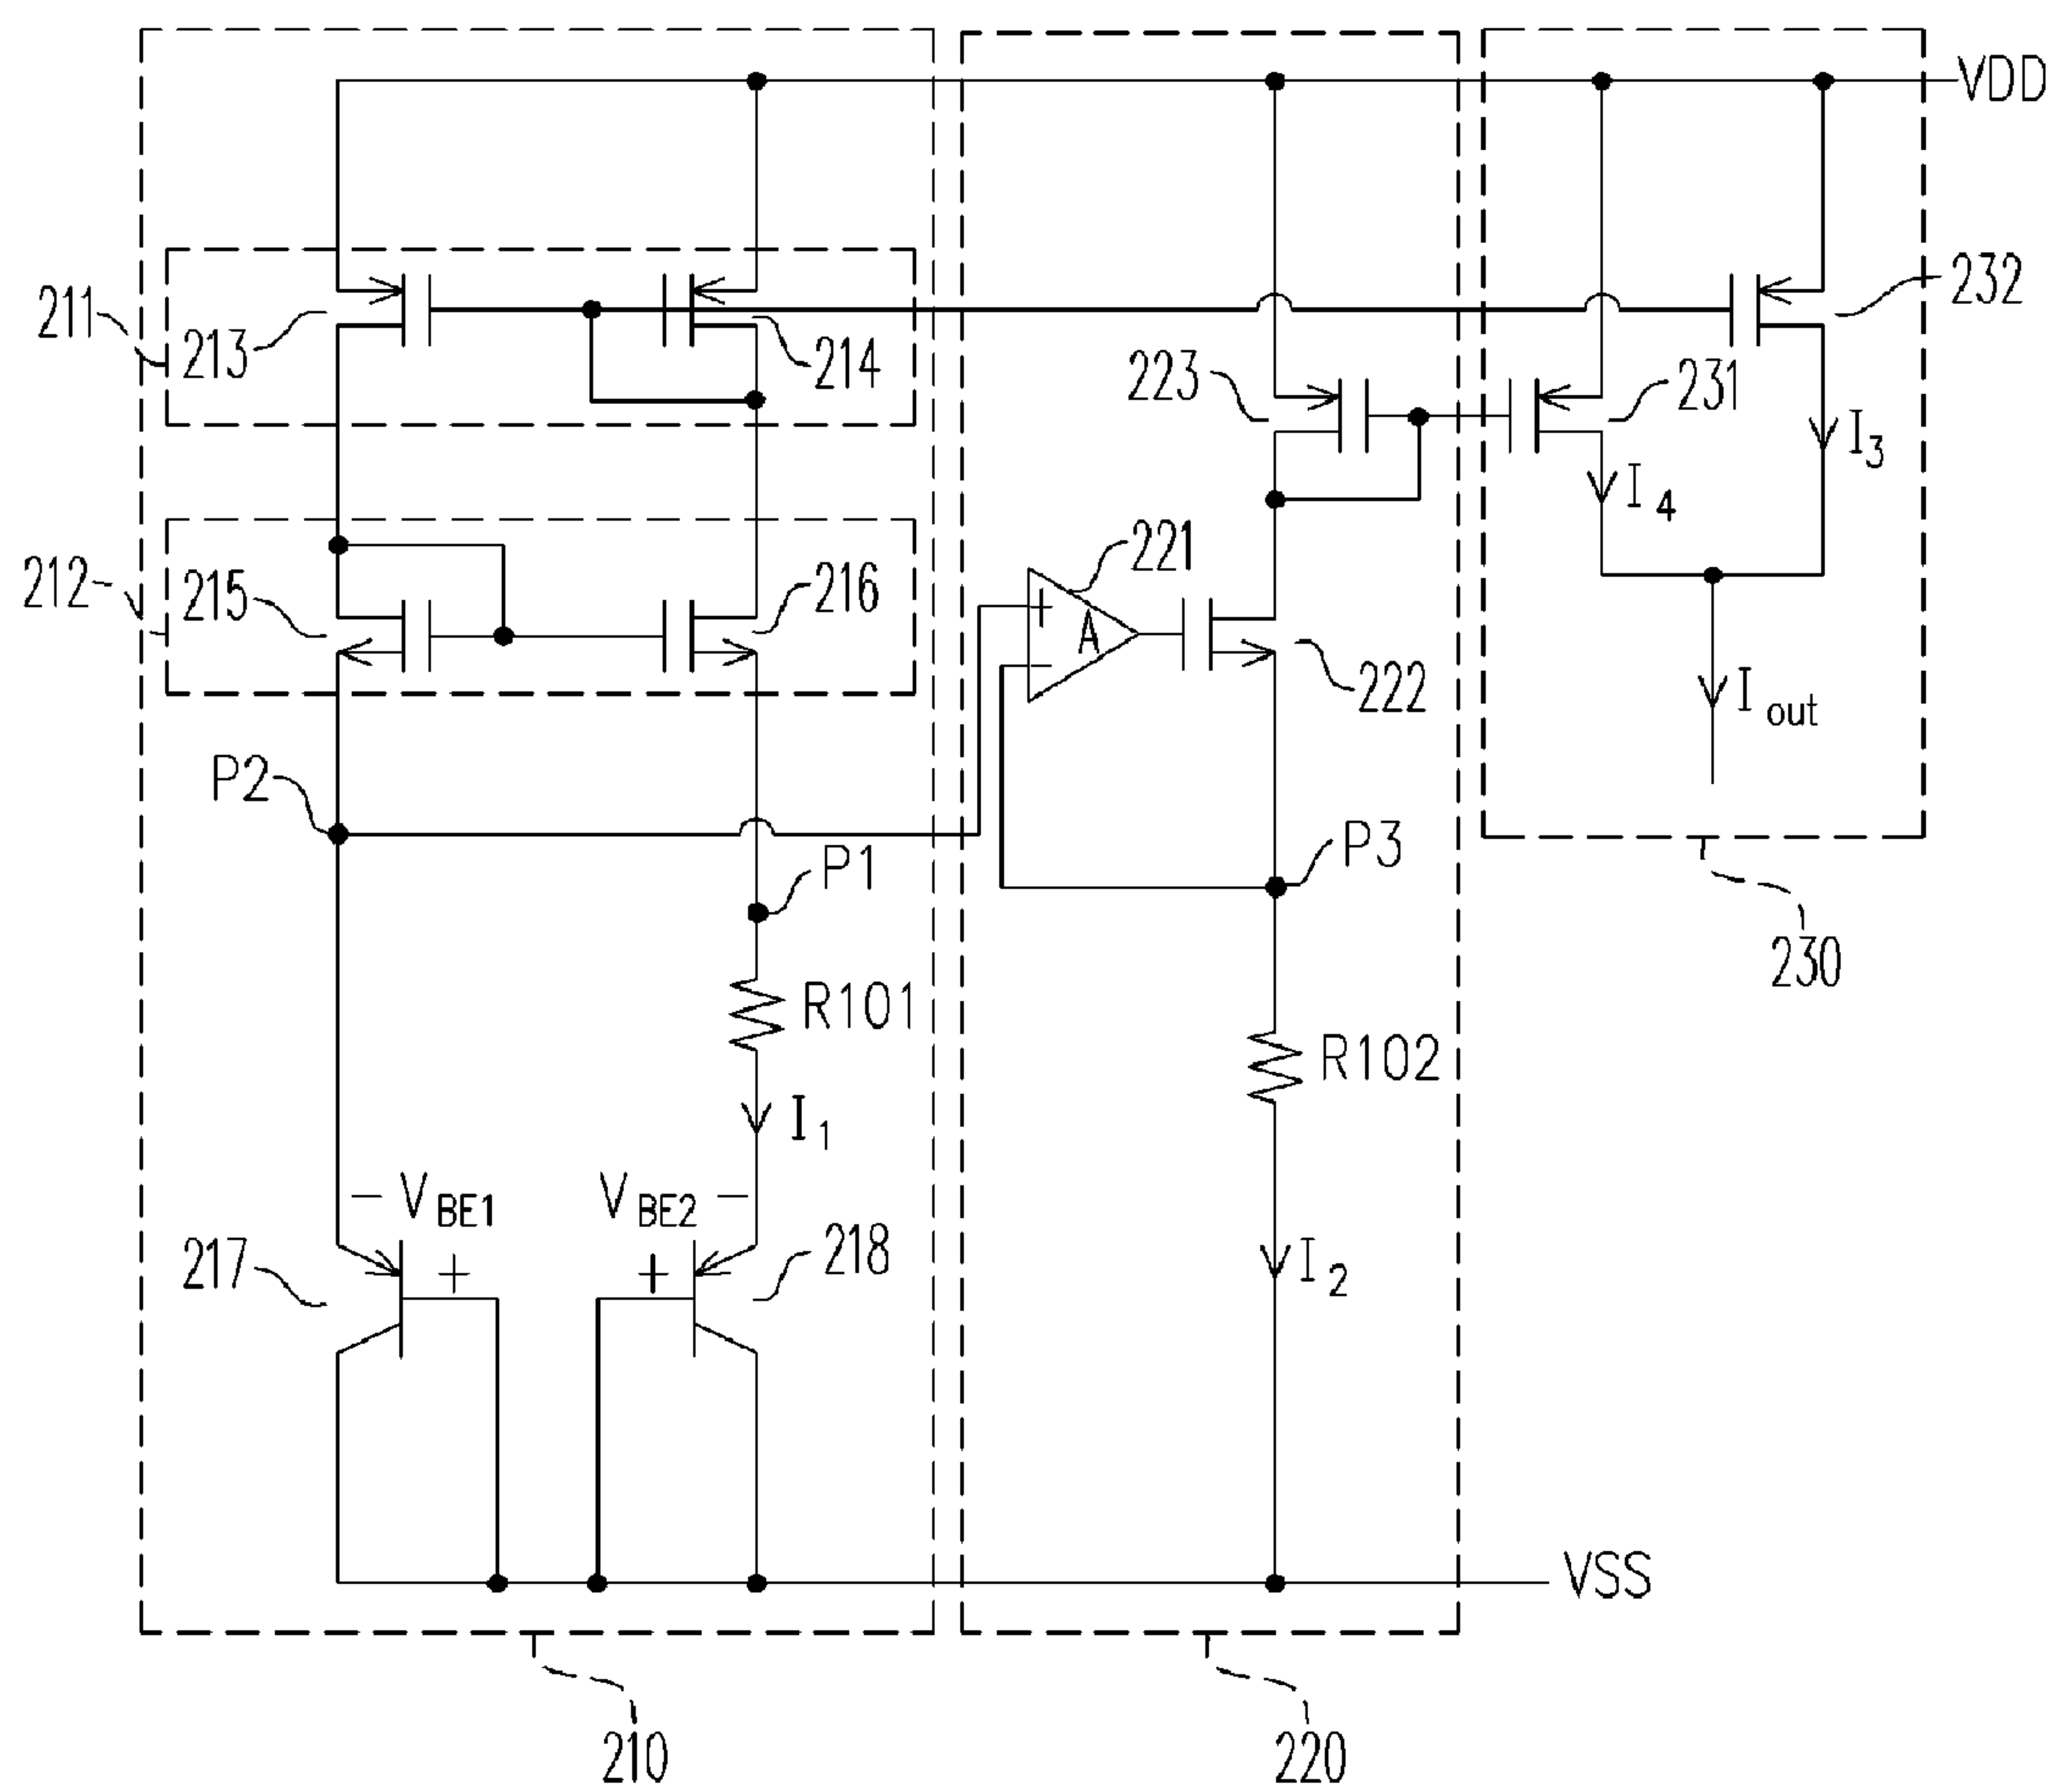 VDD
211
213
214
232
223
231
I3
I4
212
215
216
221
+
A
−
222
Iout
P2
P1
P3
R101
R102
230
I1
− VBE1
VBE2 −
217
+
+
218
I2
VSS
210
220